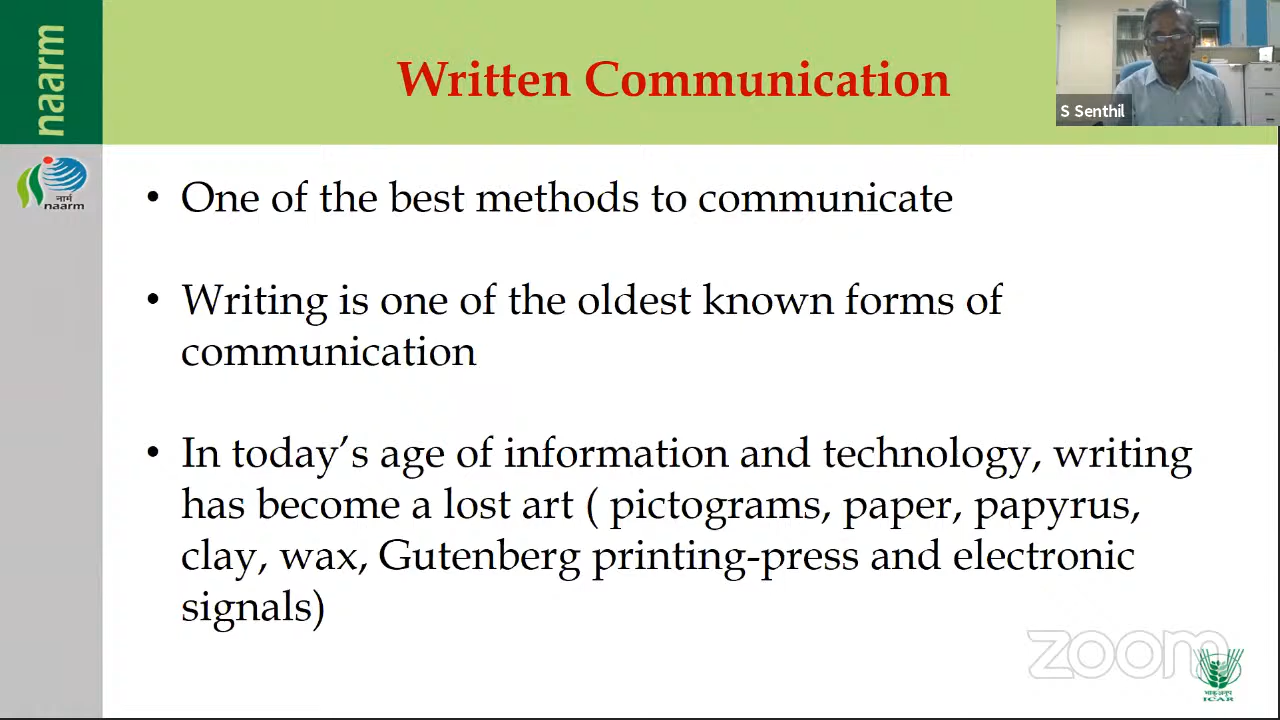 naarm
नार्म
naarm
Written Communication
S Senthil
• One of the best methods to communicate
• Writing is one of the oldest known forms of
communication
• In today’s age of information and technology, writing
has become a lost art ( pictograms, paper, papyrus,
clay, wax, Gutenberg printing-press and electronic
signals)
zoom
भाकृअनुप
ICAR